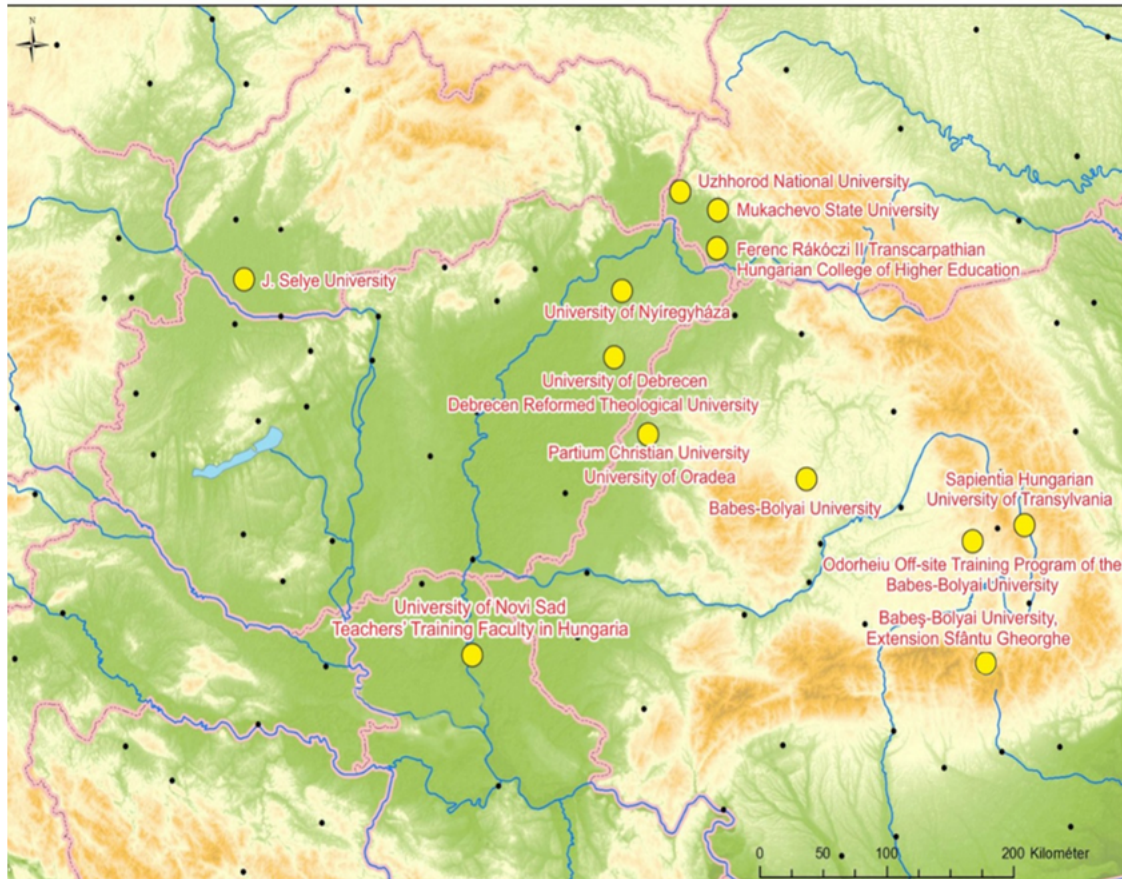 N
Uzhhorod National University
Mukachevo State University
Ferenc Rákóczi II Transcarpathian
Hungarian College of Higher Education
J. Selye University
University of Nyíregyháza
University of Debrecen
Debrecen Reformed Theological University
Partium Christian University
University of Oradea
Babes-Bolyai University
Sapientia Hungarian
University of Transylvania
Odorheiu Off-site Training Program of the
Babes-Bolyai University
University of Novi Sad
Teachers' Training Faculty in Hungaria
Babeş-Bolyai University,
Extension Sfântu Gheorghe
0 50 100 200 Kilométer